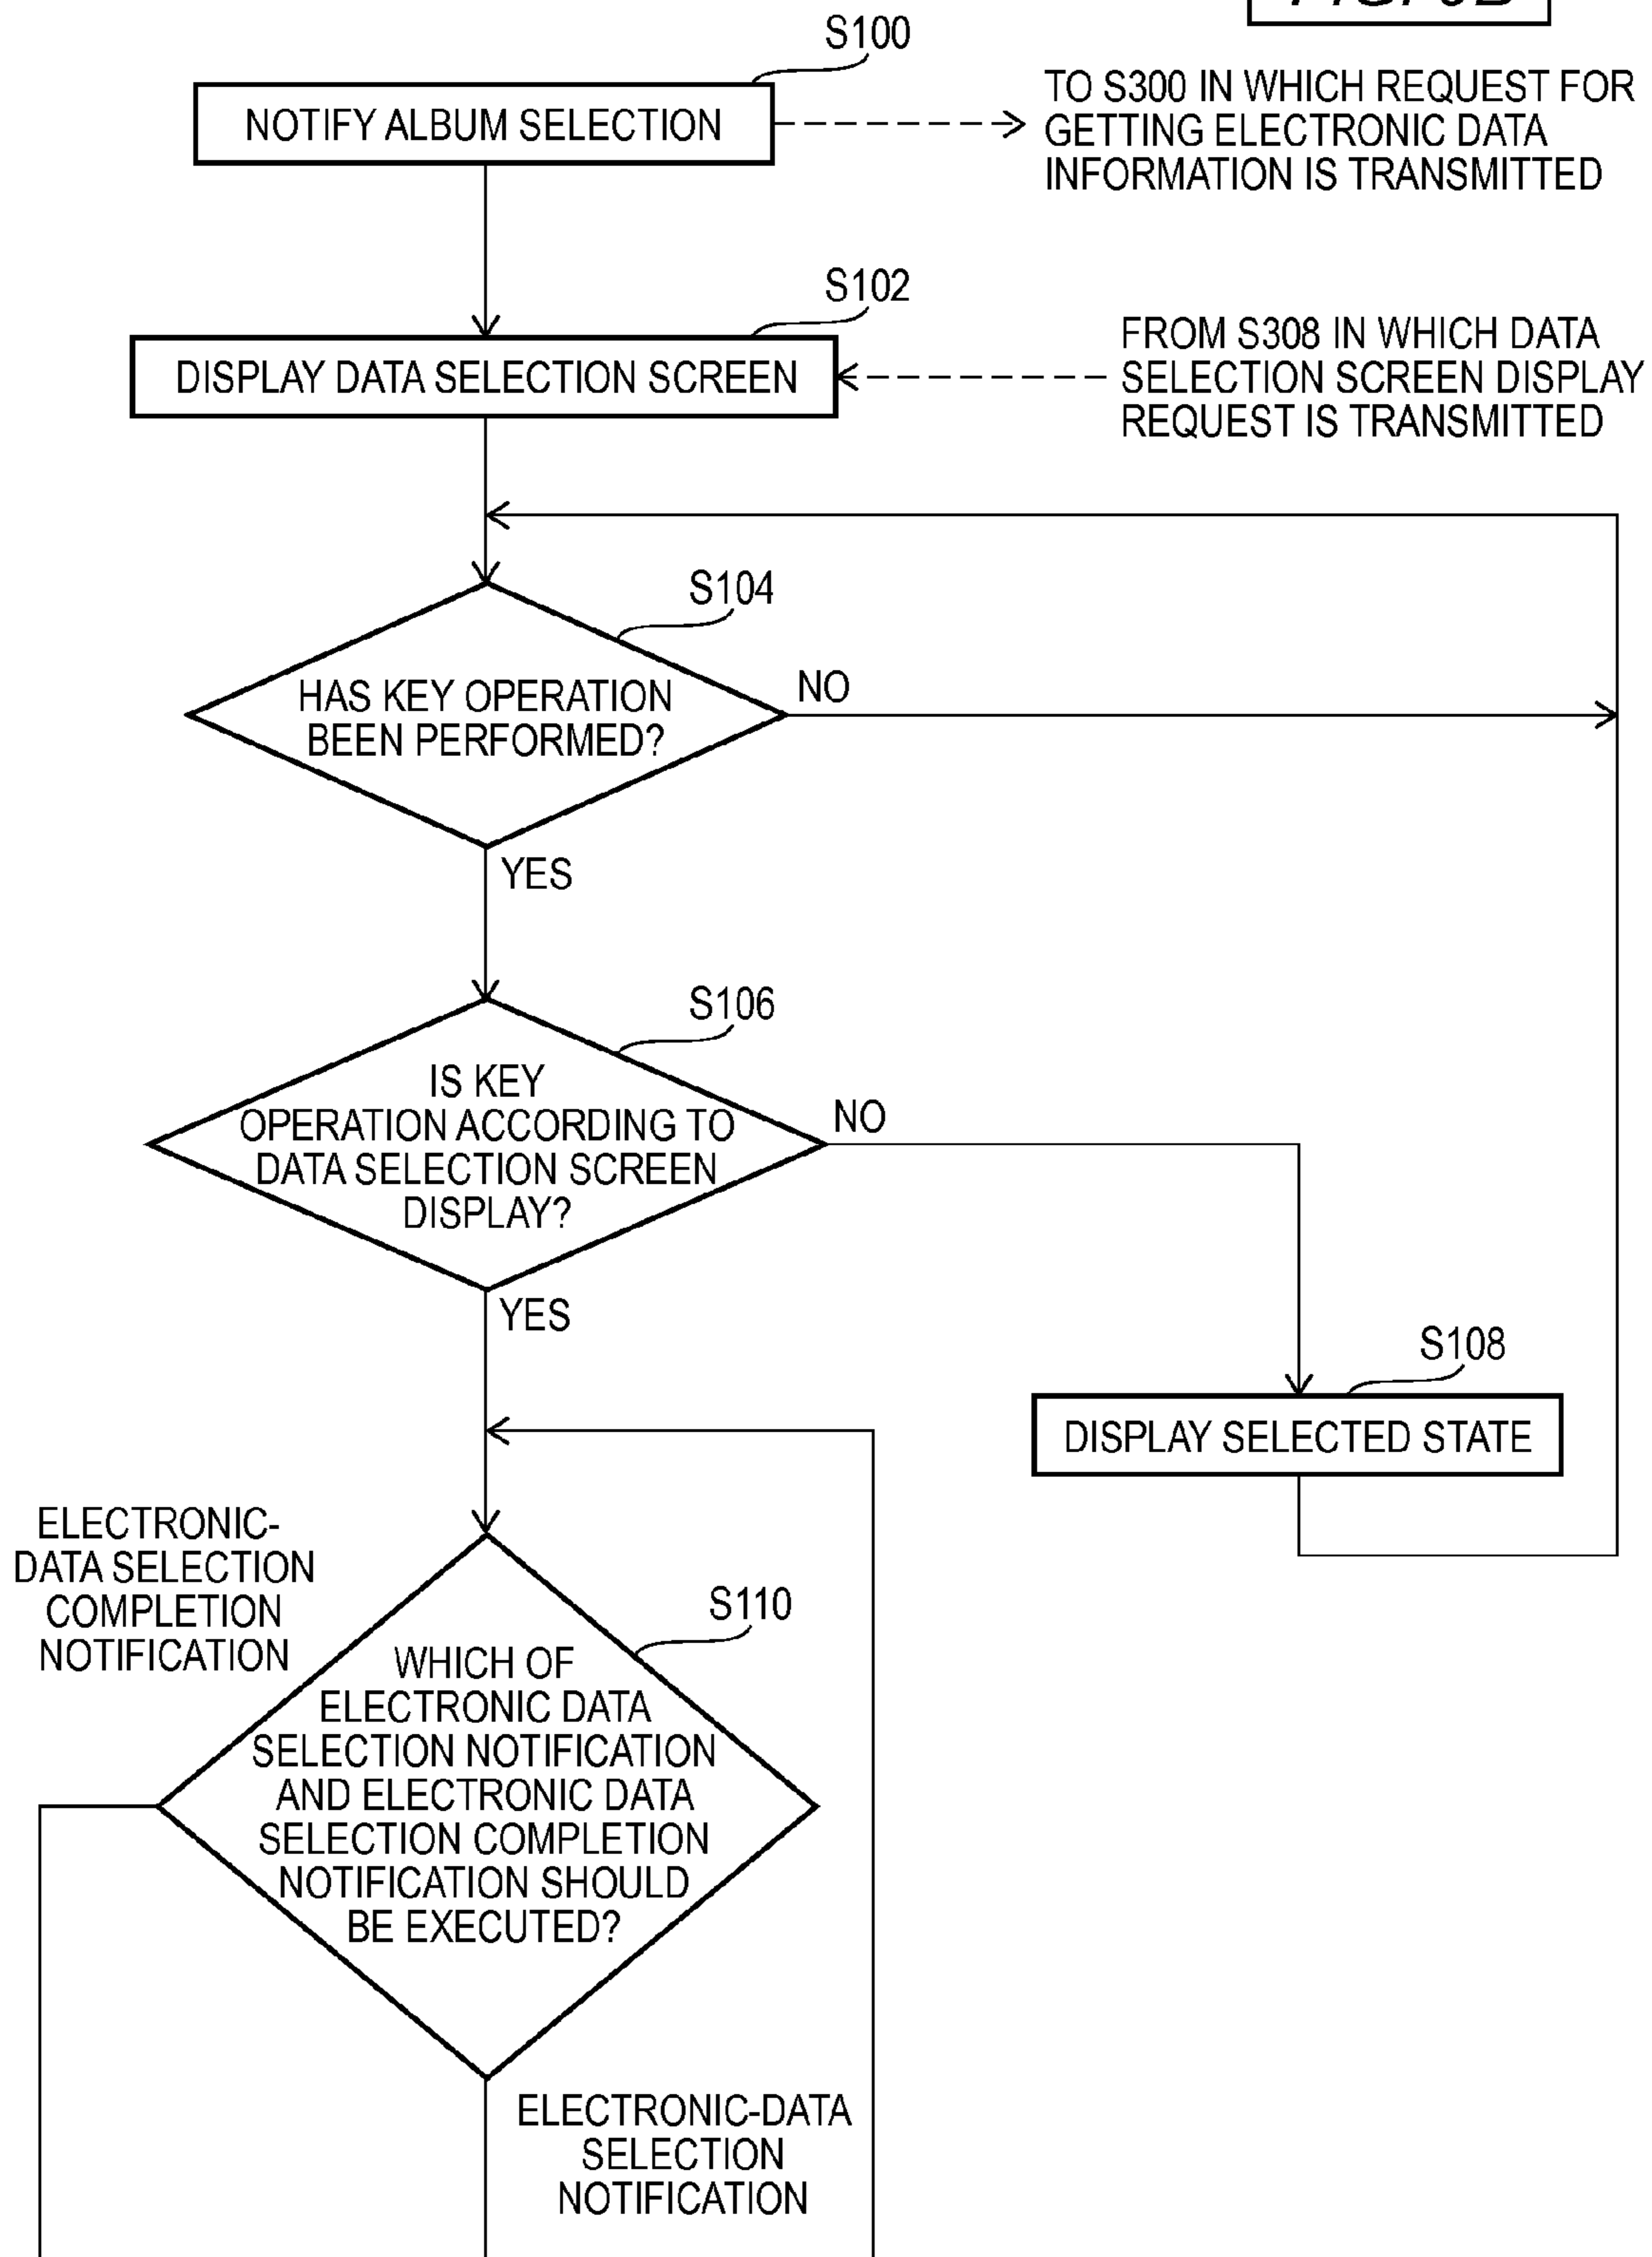 S100
NOTIFY ALBUM SELECTION
TO S300 IN WHICH REQUEST FOR
GETTING ELECTRONIC DATA
INFORMATION IS TRANSMITTED
S102
DISPLAY DATA SELECTION SCREEN
FROM S308 IN WHICH DATA
SELECTION SCREEN DISPLAY
REQUEST IS TRANSMITTED
S104
HAS KEY OPERATION
BEEN PERFORMED?
NO
YES
S106
IS KEY
OPERATION ACCORDING TO
DATA SELECTION SCREEN
DISPLAY?
NO
YES
S108
DISPLAY SELECTED STATE
ELECTRONIC-
DATA SELECTION
COMPLETION
NOTIFICATION
S110
WHICH OF
ELECTRONIC DATA
SELECTION NOTIFICATION
AND ELECTRONIC DATA
SELECTION COMPLETION
NOTIFICATION SHOULD
BE EXECUTED?
ELECTRONIC-DATA
SELECTION
NOTIFICATION